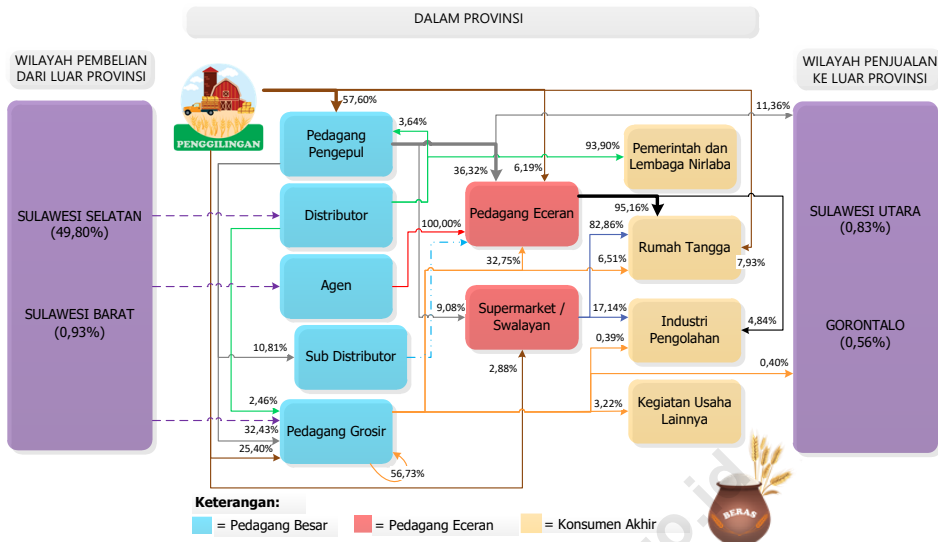 DALAM PROVINSI
WILAYAH PEMBELIAN
DARI LUAR PROVINSI
WILAYAH PENJUALAN
KE LUAR PROVINSI
PENGGILINGAN
57,60%
11,36%
3,64%
Pedagang
Pengepul
93,90%
Pemerintah dan
Lembaga Nirlaba
36,32%
6,19%
SULAWESI SELATAN
(49,80%)
Distributor
Pedagang Eceran
95,16%
SULAWESI UTARA
(0,83%)
100,00%
82,86%
Rumah Tangga
32,75%
6,51%
7,93%
Agen
SULAWESI BARAT
(0,93%)
9,08%
Supermarket /
Swalayan
17,14%
Industri
Pengolahan
4,84%
GORONTALO
(0,56%)
10,81%
Sub Distributor
0,39%
2,88%
0,40%
2,46%
Pedagang Grosir
3,22%
Kegiatan Usaha
Lainnya
32,43%
25,40%
56,73%
Keterangan:
= Pedagang Besar
= Pedagang Eceran
= Konsumen Akhir
BERAS